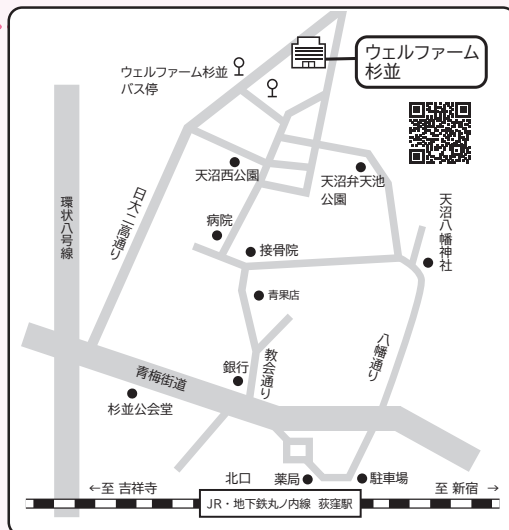 ウェルファーム
杉並
ウェルファーム杉並
バス停
天沼西公園
天沼弁天池
公園
日大二高通り
環状八号線
病院
接骨院
天沼八幡神社
青果店
八幡通り
教会通り
銀行
青梅街道
杉並公会堂
北口
薬局
駐車場
←至 吉祥寺
至 新宿 →
JR・地下鉄丸ノ内線 荻窪駅